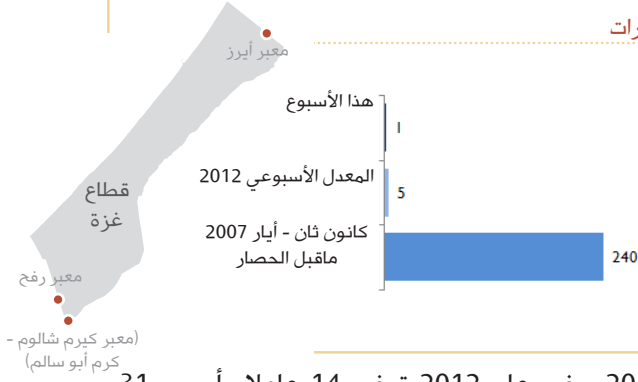 رات
معبر أيرز
هذا الأسبوع
1
المعدل الأسبوعي 2012
5
قطاع
غزة
كانون ثان - أيار 2007
ماقبل الحصار
240
معبر رفح
(معبر كيرم شالوم -
كرم أبو سالم)